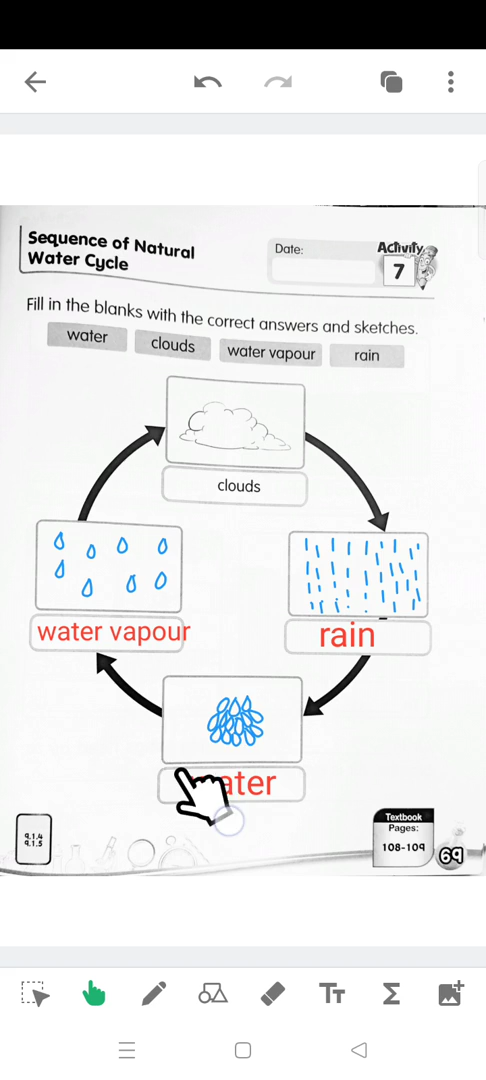 Sequence of Natural
Water Cycle
Date:
Activity
7
Fill in the blanks with the correct answers and sketches.
water
clouds
water vapour
rain
clouds
water vapour
rain
ater
9.1.4
9.1.5
Textbook
Pages:
108-109
69
Tт
Σ